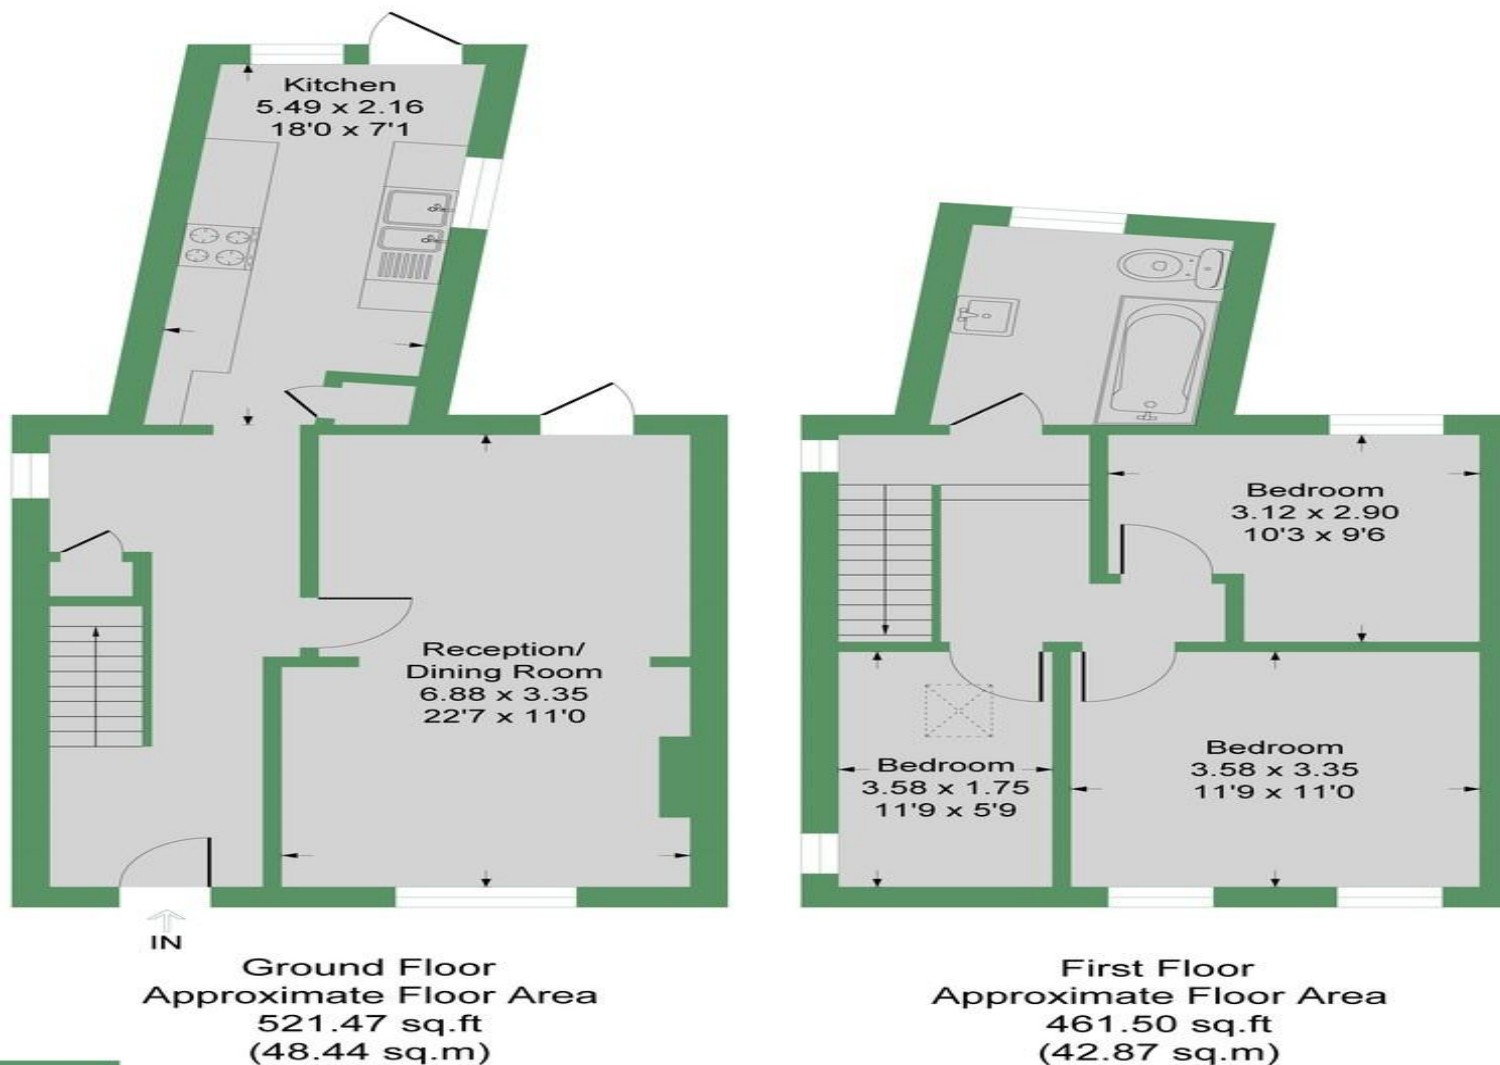 Kitchen
5.49 x 2.16
18'0 x 7'1
Reception/
Dining Room
6.88 x 3.35
22'7 x 11'0
IN
Ground Floor
Approximate Floor Area
521.47 sq.ft
(48.44 sq.m)
Bedroom
3.12 x 2.90
10'3 x 9'6
Bedroom
3.58 x 1.75
11'9 x 5'9
Bedroom
3.58 x 3.35
11'9 x 11'0
First Floor
Approximate Floor Area
461.50 sq.ft
(42.87 sq.m)